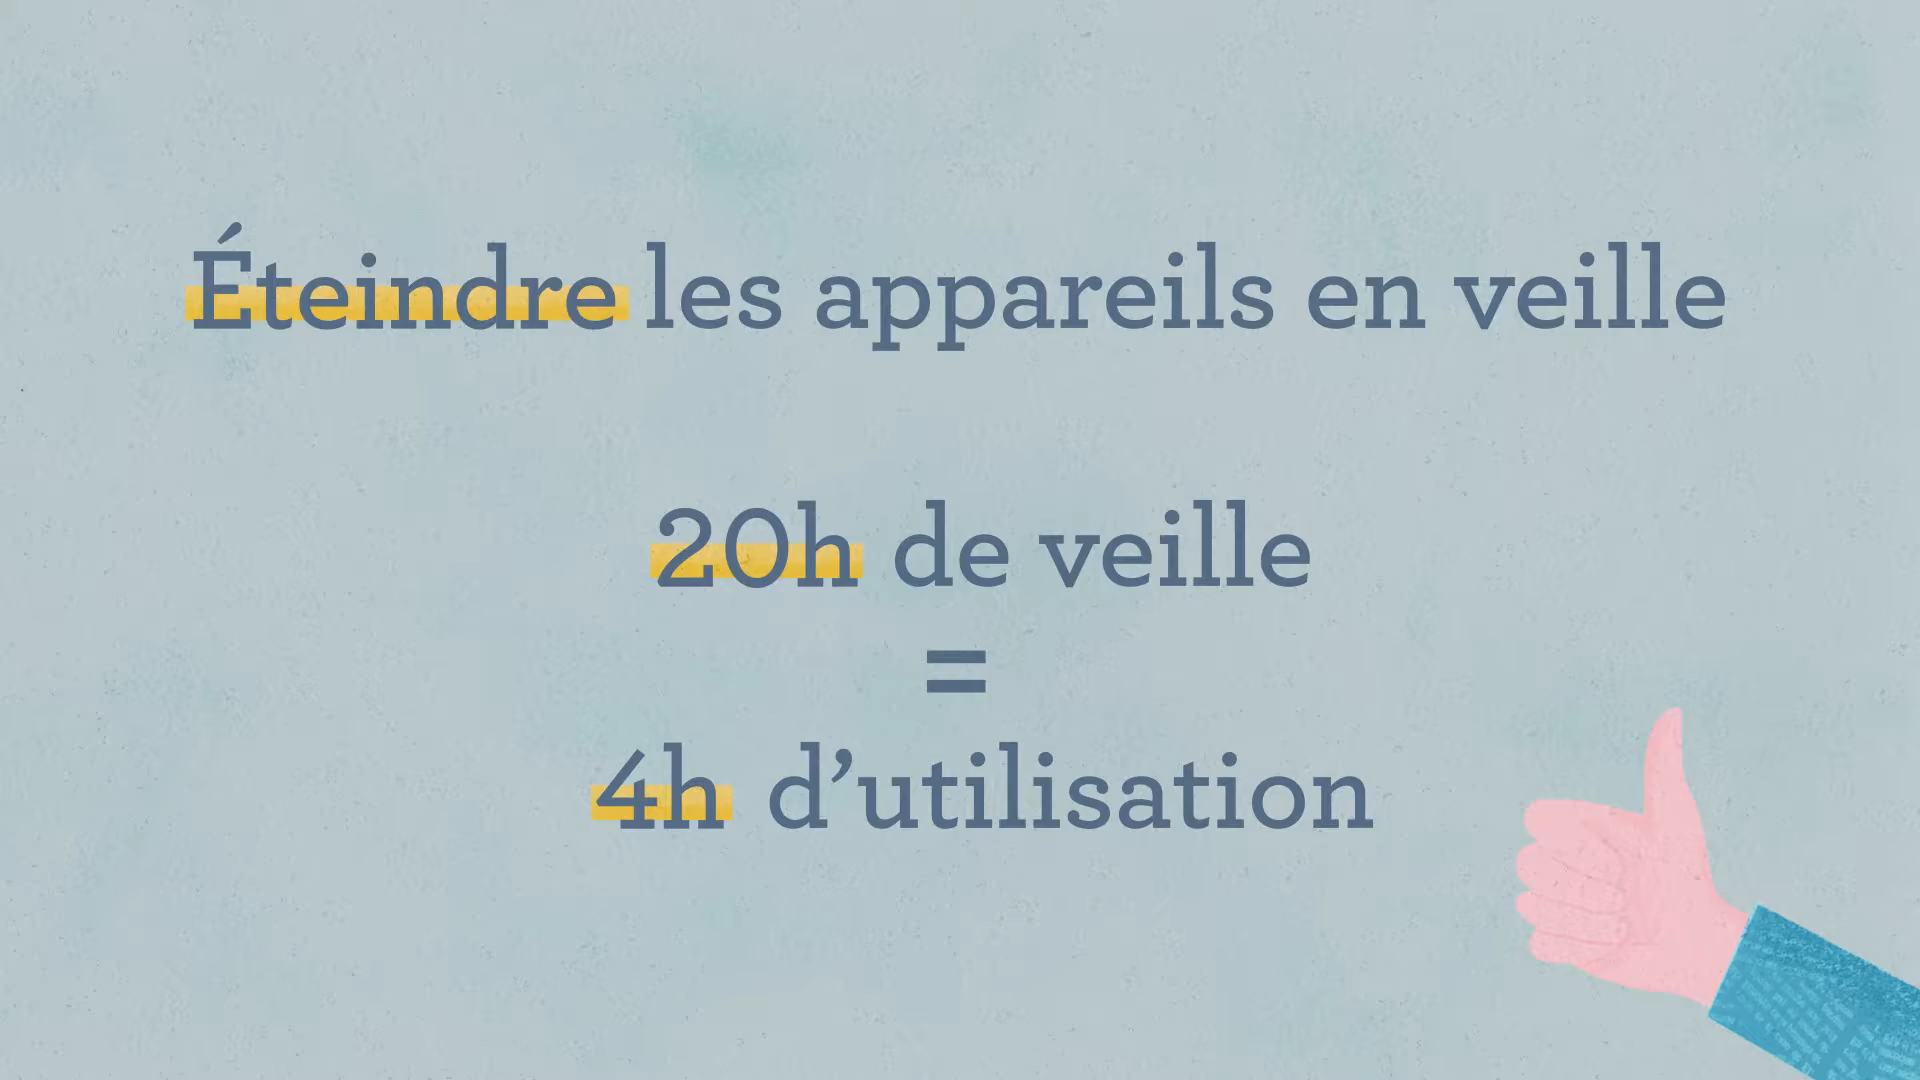 Éteindre les appareils en veille
20h de veille
=
4h d’utilisation